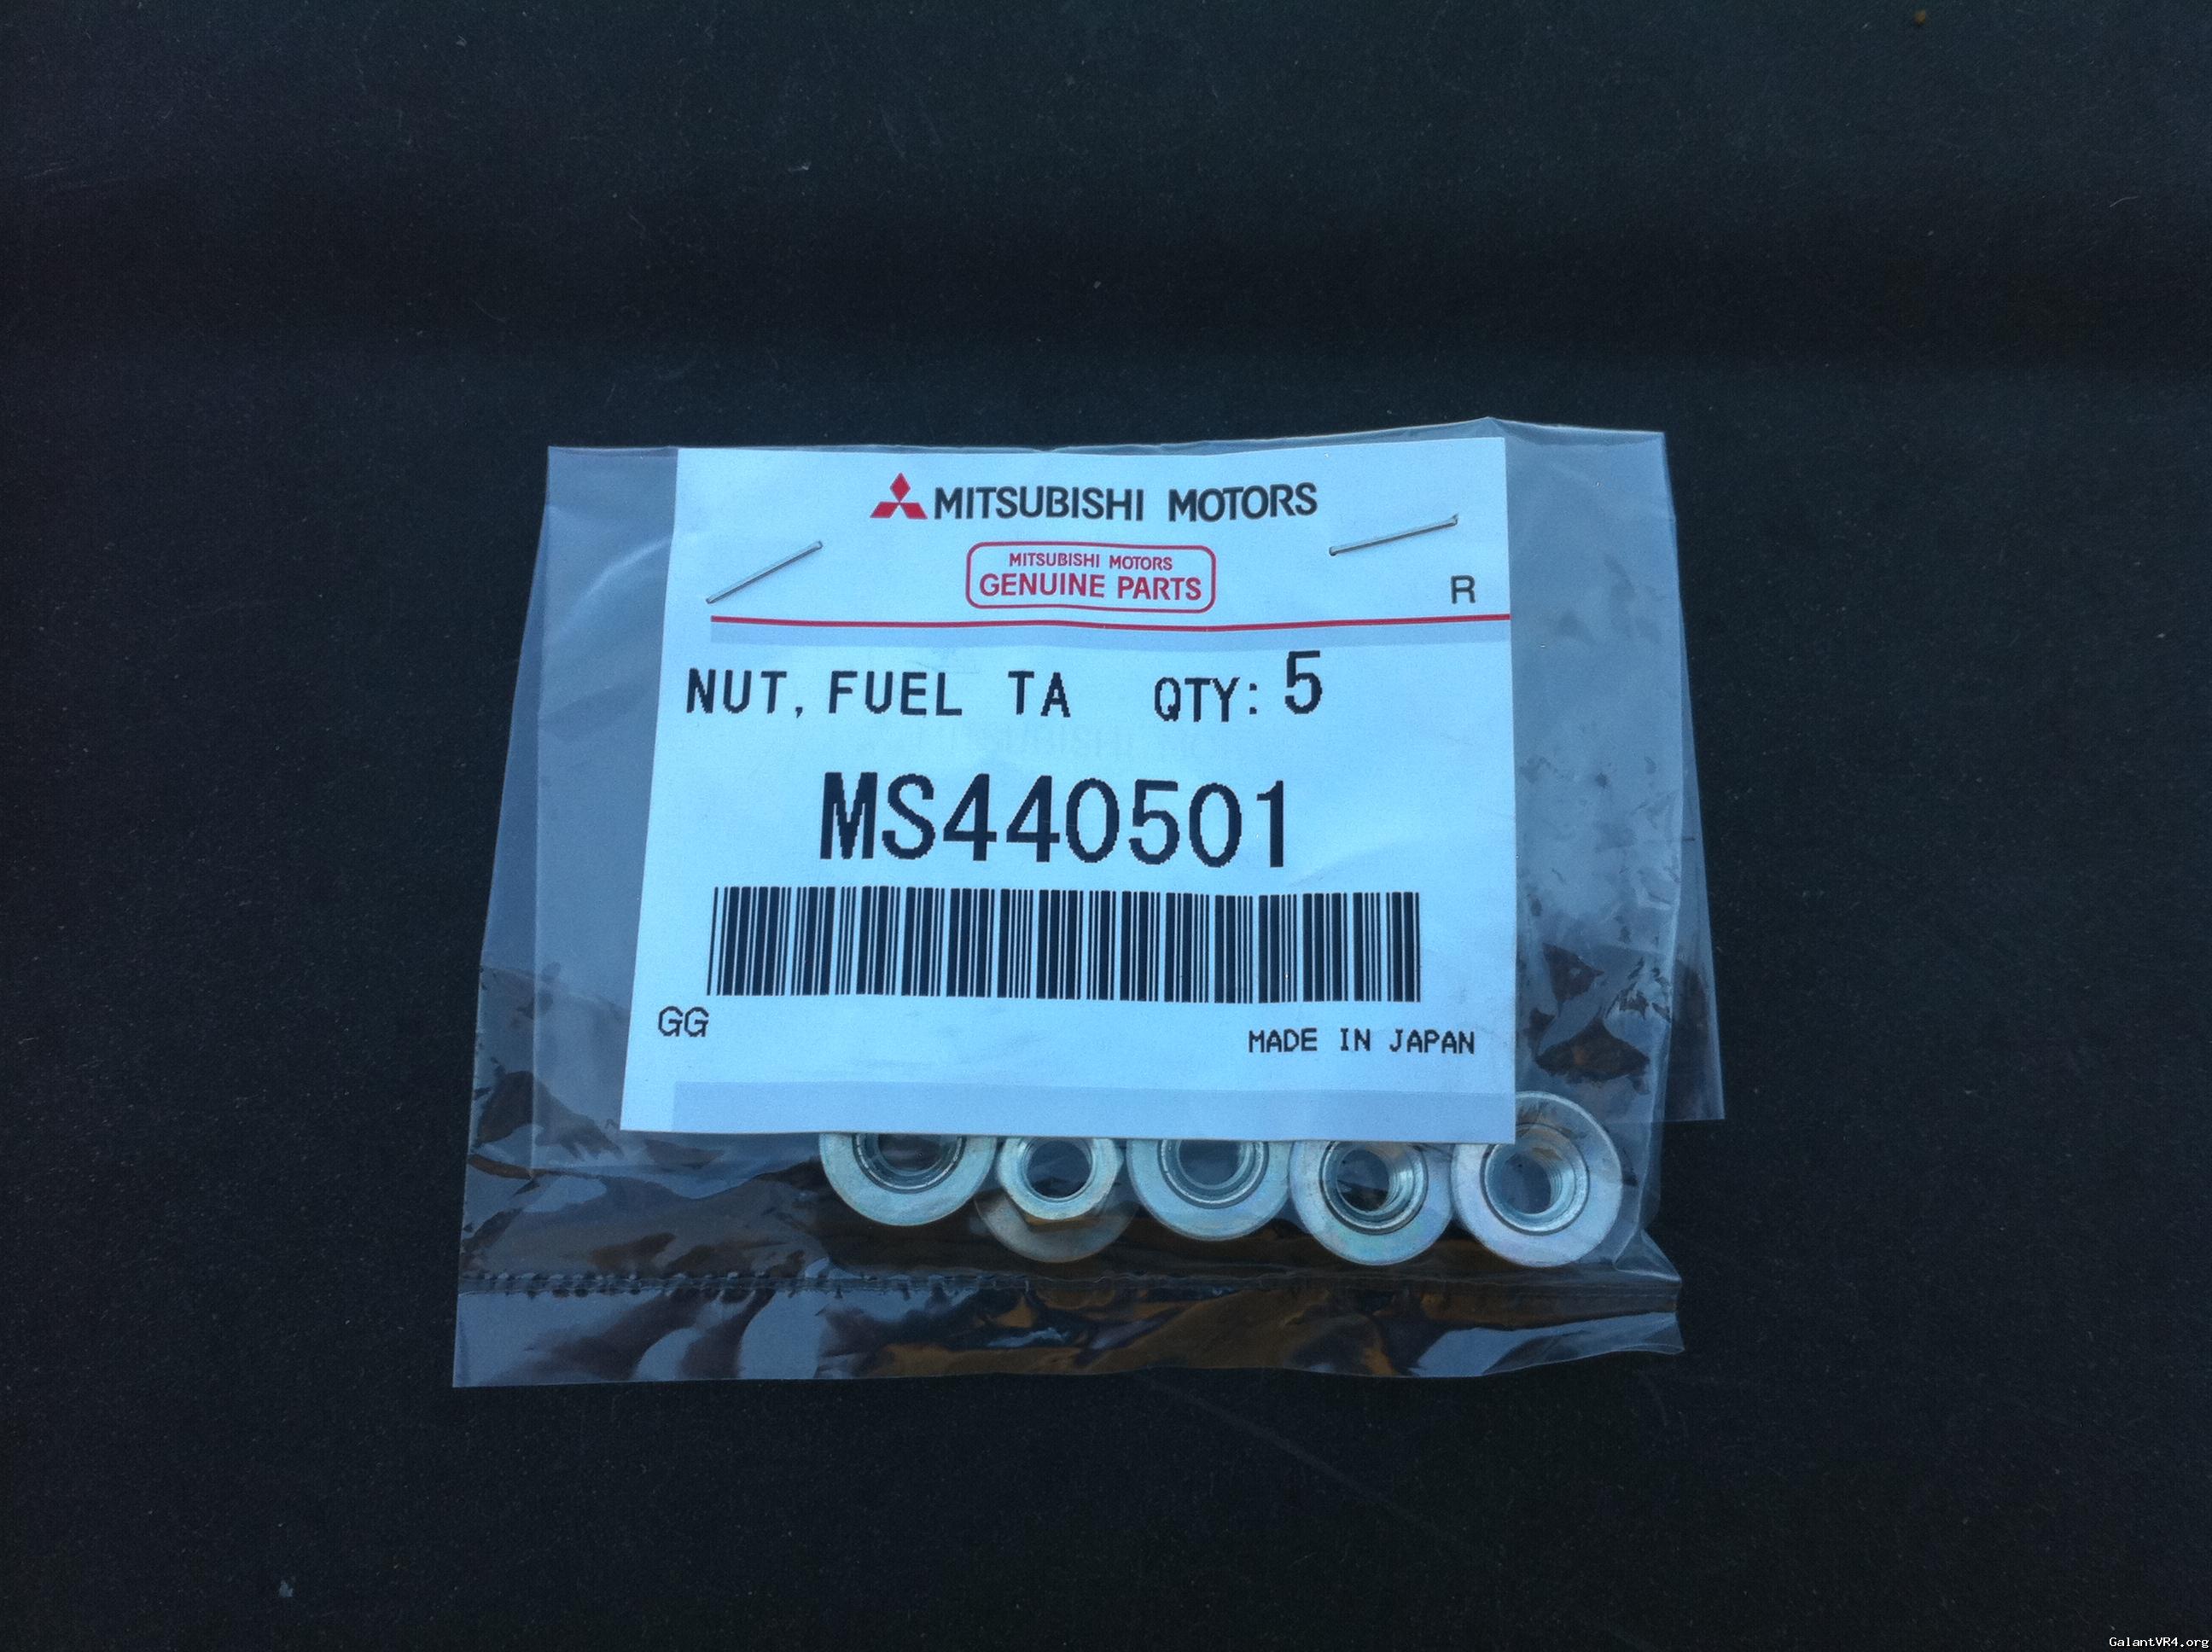 MITSUBISHI MOTORS
MITSUBISHI MOTORS
GENUINE PARTS
R
NUT, FUEL TA QTY: 5
MS440501
GG
MADE IN JAPAN
GalantVR4.org